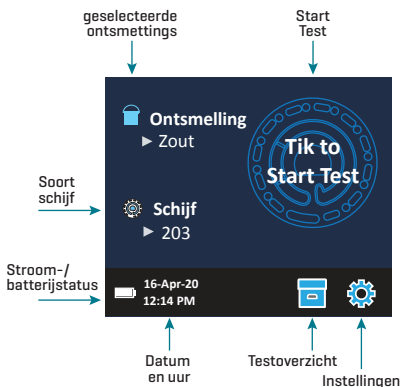 geselecteerde
ontsmettings
Start
Test
Ontsmelling
► Zout
Tik to
Start Test
Soort
schijf
Schijf
► 203
Stroom-/
batterijstatus
16-Apr-20
12:14 PM
Datum
en uur
Testoverzicht
Instellingen